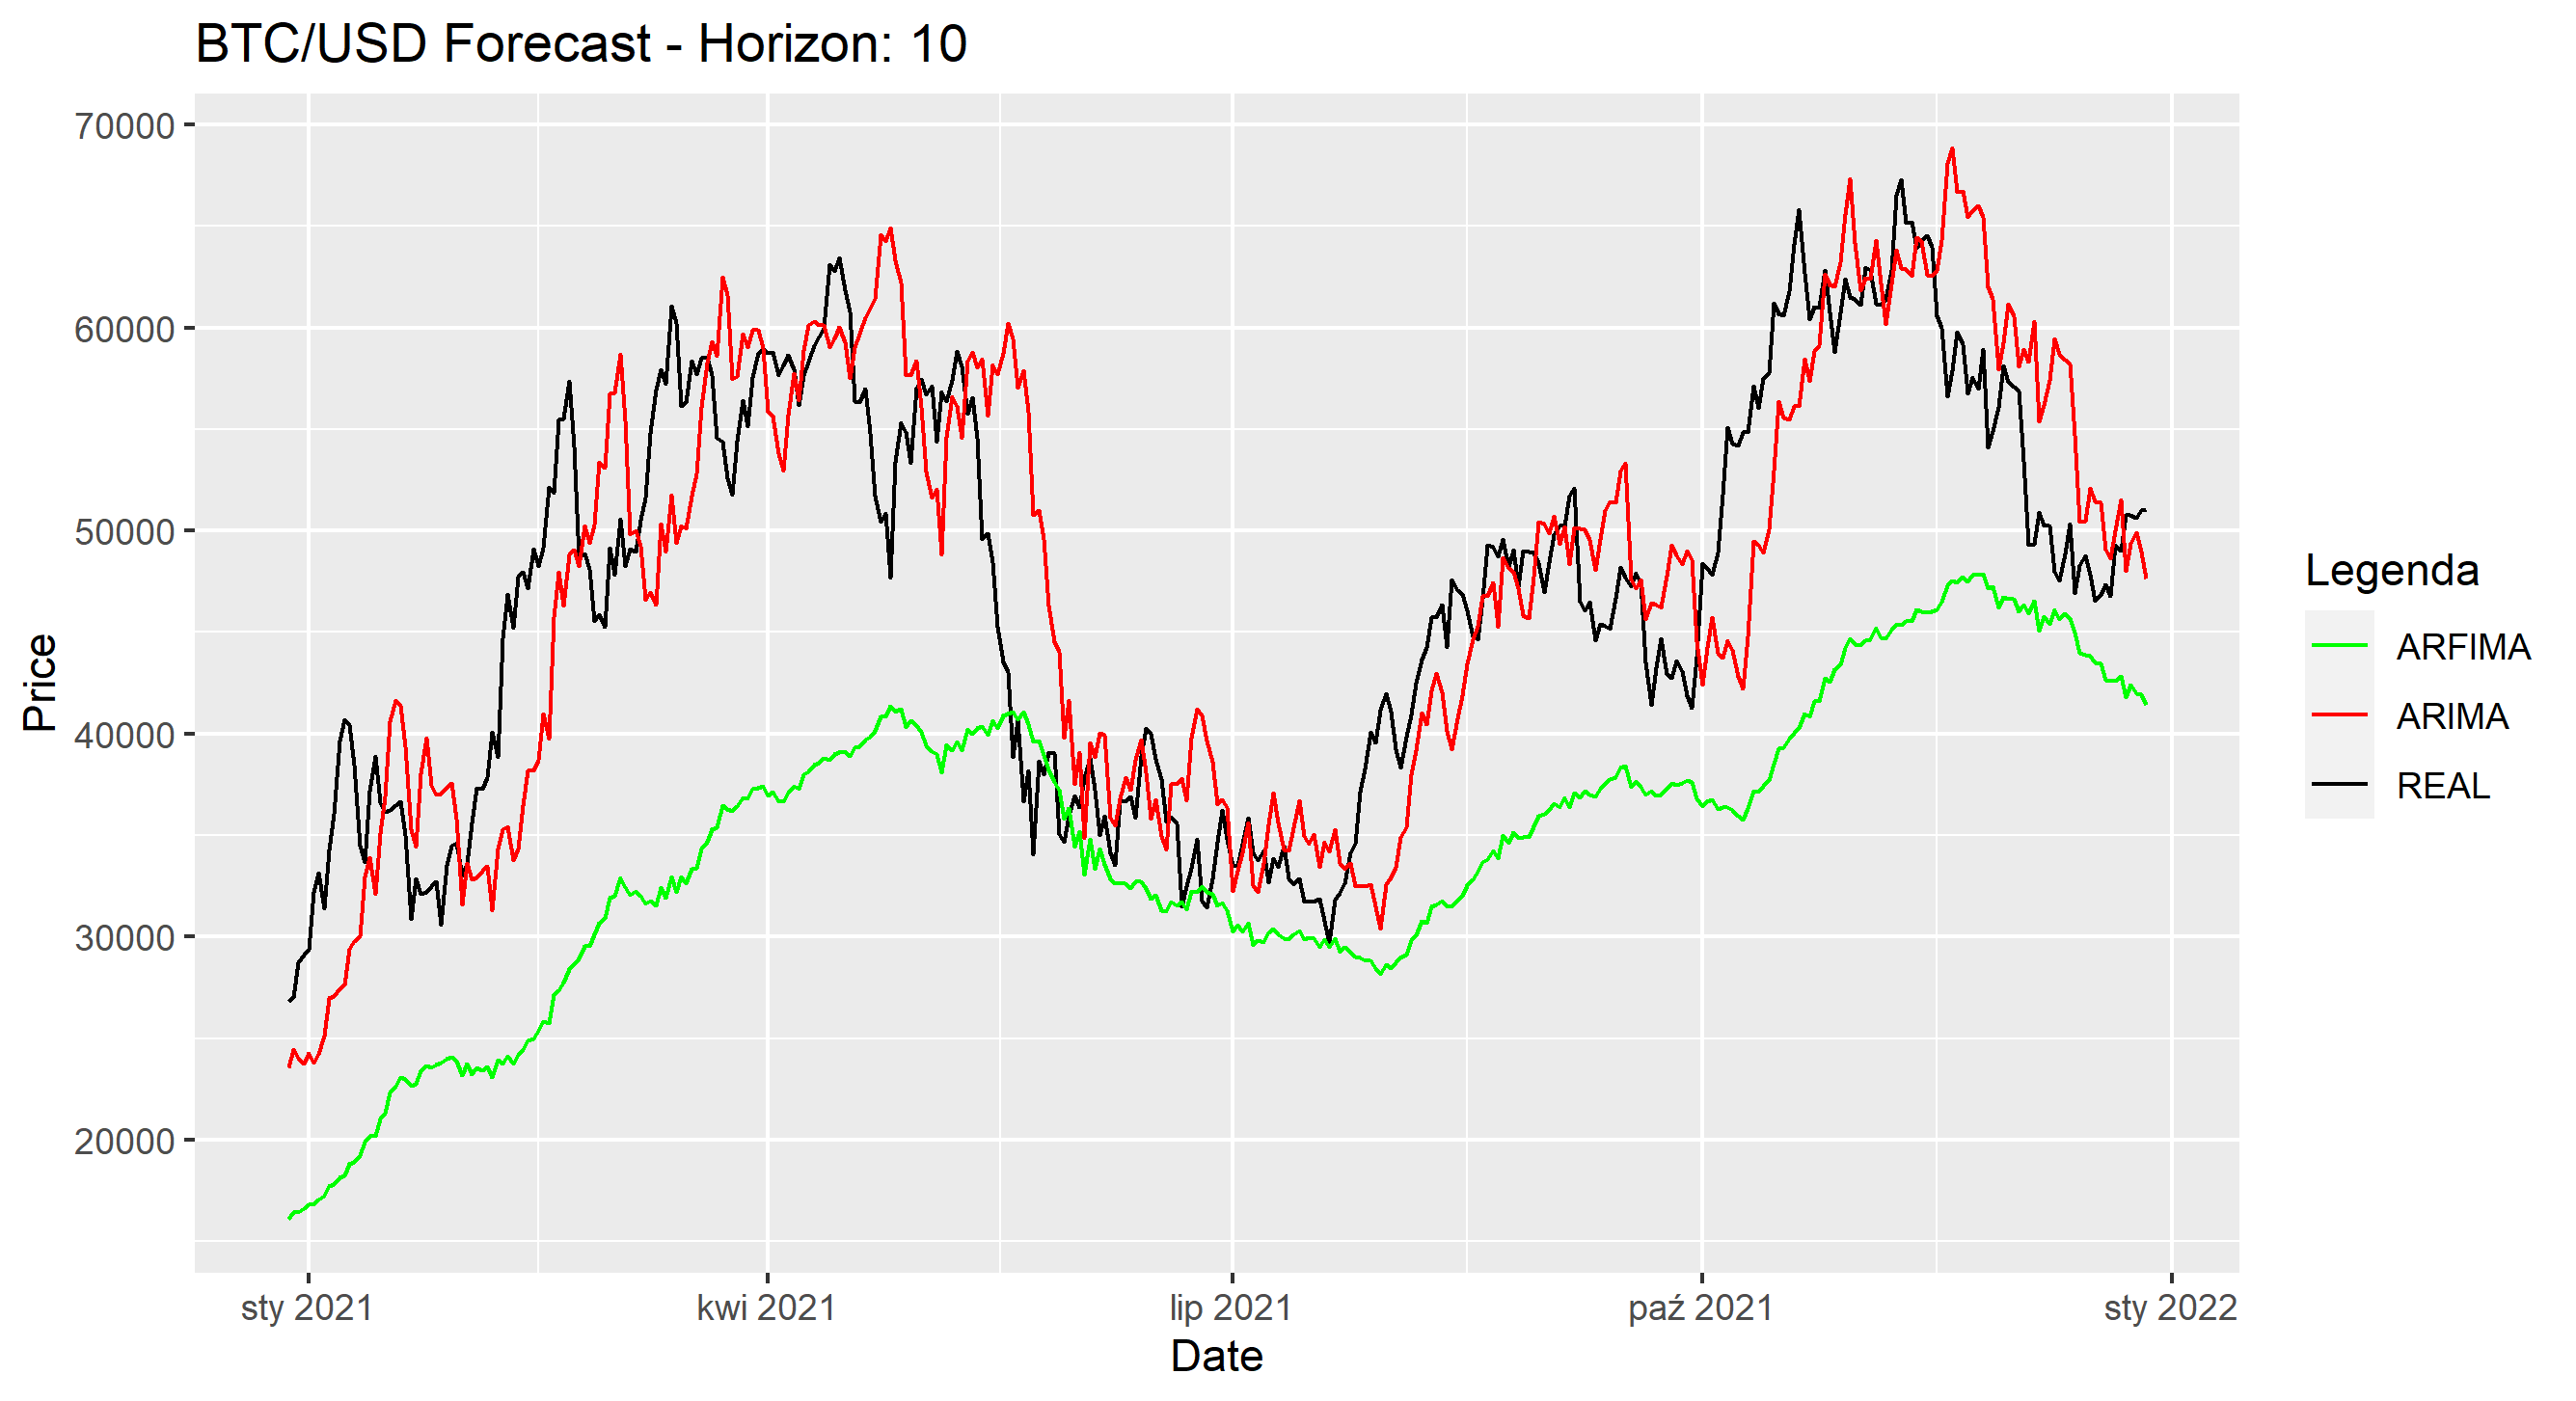 BTC/USD Forecast - Horizon: 10
70000
60000
50000
40000
30000
20000
Price
sty 2021
kwi 2021
lip 2021
paź 2021
sty 2022
Date
Legenda
ARFIMA
ARIMA
REAL